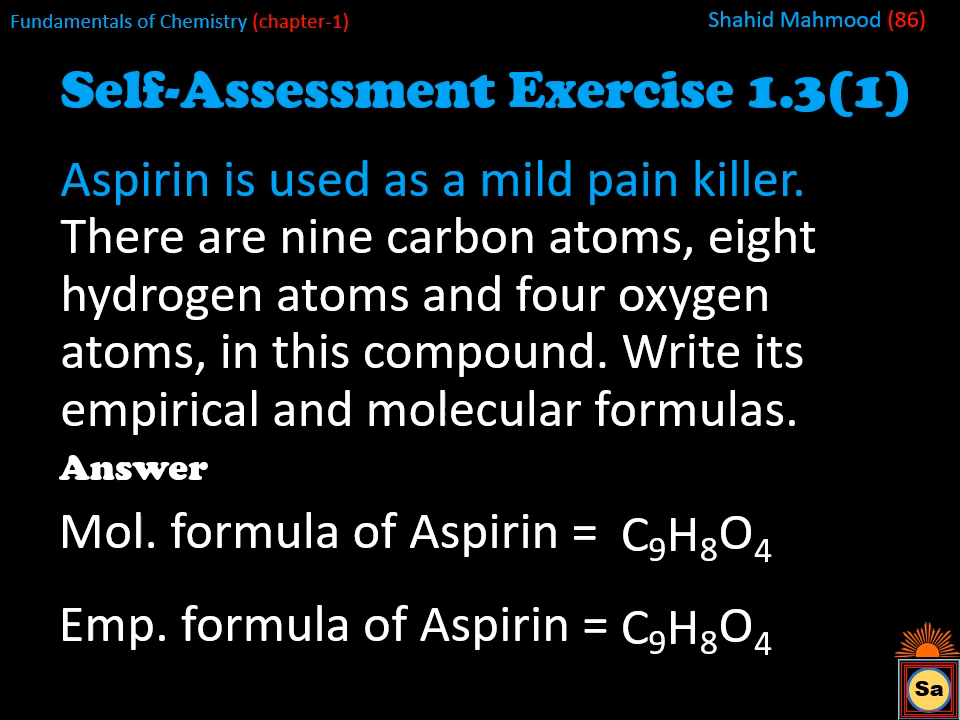 Fundamentals of Chemistry (chapter-1)
Shahid Mahmood (86)
Self-Assessment Exercise 1.3(1)
Aspirin is used as a mild pain killer.
There are nine carbon atoms, eight
hydrogen atoms and four oxygen
atoms, in this compound. Write its
empirical and molecular formulas.
Answer
Mol. formula of Aspirin = C₉H₈O₄
Emp. formula of Aspirin = C₉H₈O₄
Sa